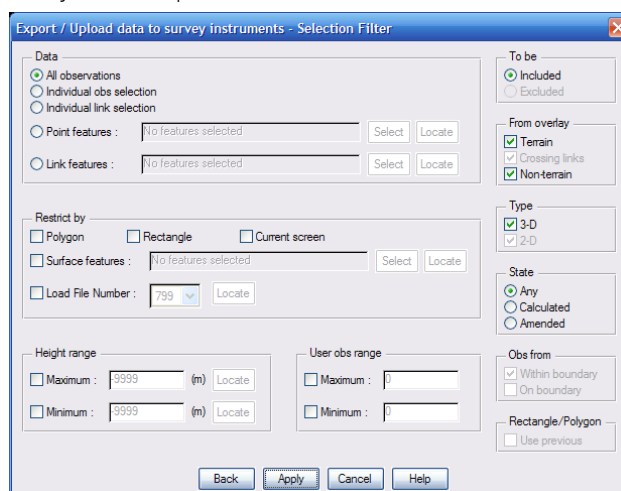 Export / Upload data to survey instruments - Selection Filter
Data
All observations
Individual obs selection
Individual link selection
Point features : No features selected Select Locate
Link features : No features selected Select Locate
Restrict by
Polygon Rectangle Current screen
Surface features : No features selected Select Locate
Load File Number : 799 Locate
Height range
Maximum : -9999 (m) Locate
Minimum : -9999 (m) Locate
User obs range
Maximum : 0
Minimum : 0
To be
Included
Excluded
From overlay
Terrain
Crossing links
Non-terrain
Type
3-D
2-D
State
Any
Calculated
Amended
Obs from
Within boundary
On boundary
Rectangle/Polygon
Use previous
Back Apply Cancel Help